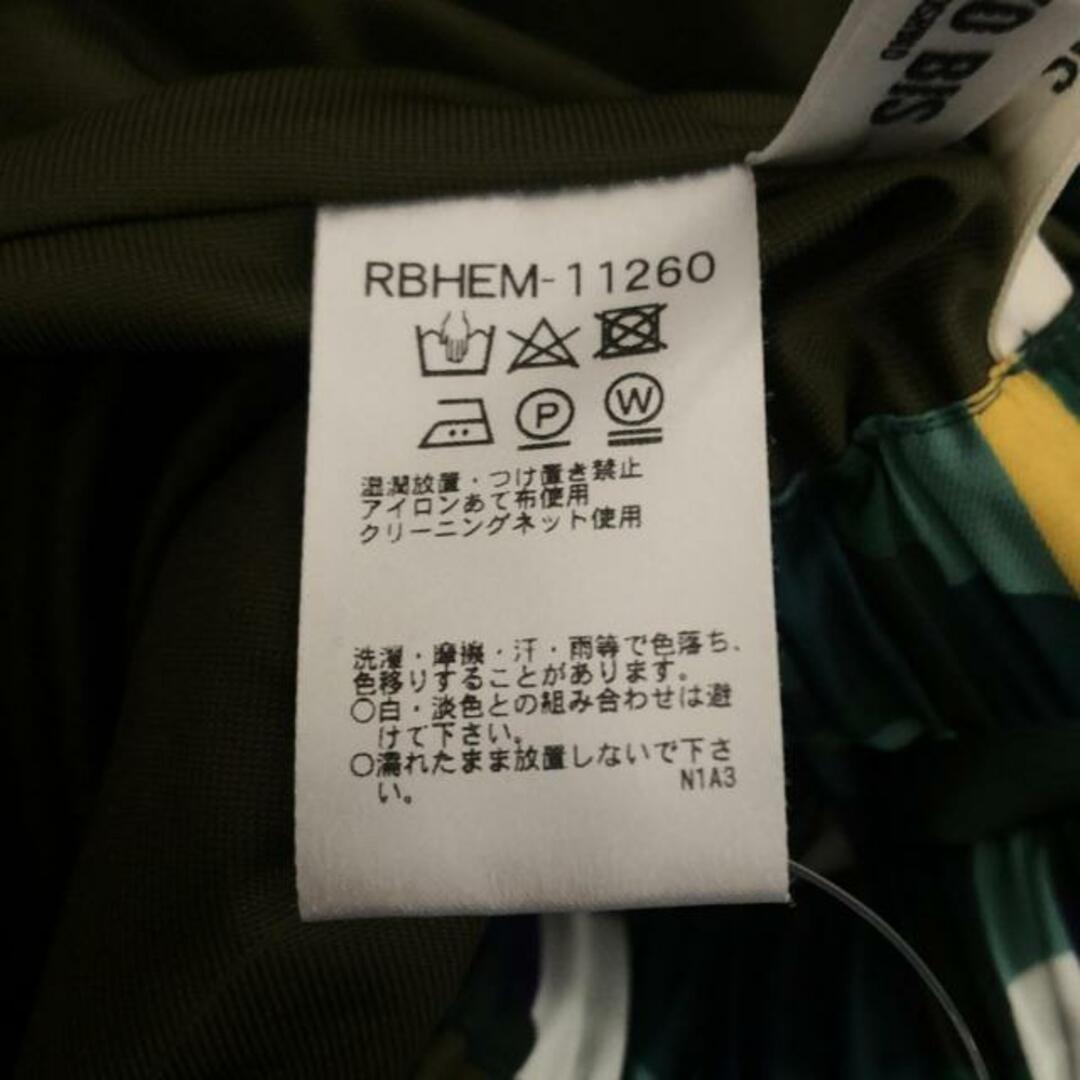 BIS
RBHEM-11260
P
W
湿潤放置・つけ置き禁止
アイロンあて布使用
クリーニングネット使用
洗濯・摩擦・汗・雨等で色落ち、
色移りすることがあります。
○白・淡色との組み合わせは避
けて下さい。
○濡れたまま放置しないで下さ
い。
N1A3